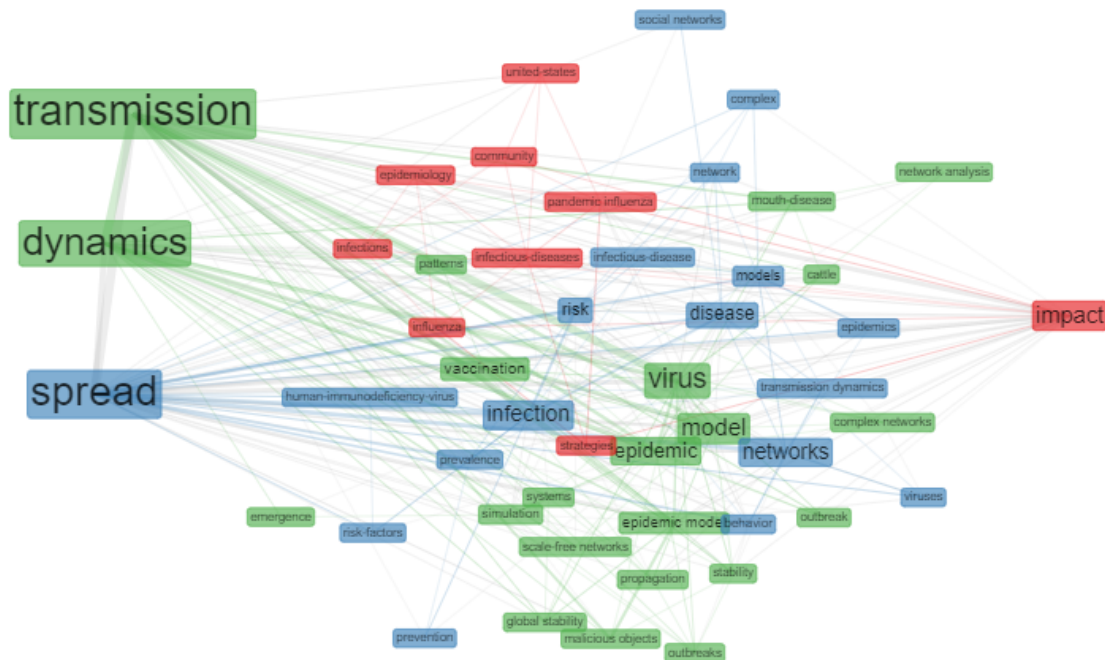 social networks
united-states
transmission
complex
community
network
epidemiology
network analysis
pandemic influenza
mouth-disease
dynamics
infections
patterns
infectious-diseases
infectious-disease
models
cattle
risk
disease
impact
influenza
epidemics
vaccination
virus
spread
human-immunodeficiency-virus
transmission dynamics
infection
model
complex networks
strategies
epidemic
networks
prevalence
systems
viruses
emergence
simulation
epidemic model
behavior
outbreak
risk-factors
scale-free networks
propagation
stability
global stability
prevention
malicious objects
outbreaks